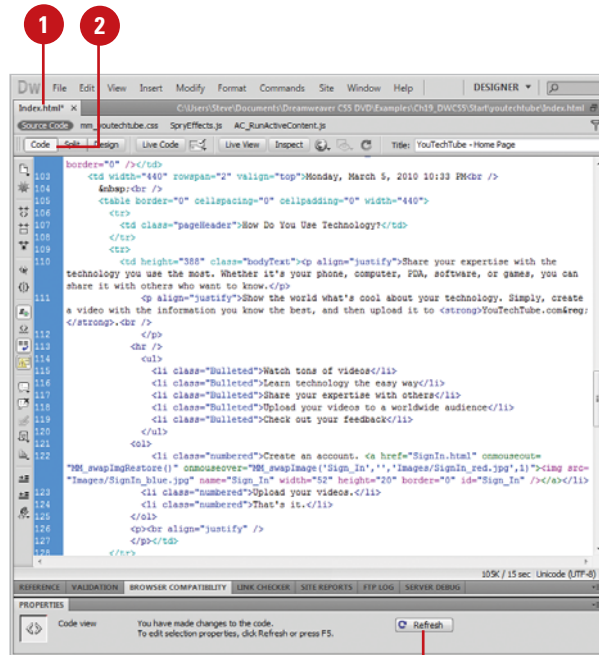 1 2
DW File Edit View Insert Modify Format Commands Site Window Help DESIGNER
Index.html* × C:\Users\Steve\Documents\Dreamweaver CS5 DVD\Examples\Ch19_DWCS5\Start\youtechtube\Index.html
Source Code mm_youtechtube.css SpryEffects.js AC_RunActiveContent.js
Code Split Design Live Code Live View Inspect Title: YouTechTube - Home Page
border="0" /></td>
103 <td width="440" rowspan="2" valign="top">Monday, March 5, 2010 10:33 PM<br />
104 &nbsp;<br />
105 <table border="0" cellspacing="0" cellpadding="0" width="440">
106 <tr>
107 <td class="pageHeader">How Do You Use Technology?</td>
108 </tr>
109 <tr>
110 <td height="388" class="bodyText"><p align="justify">Share your expertise with the
technology you use the most. Whether it's your phone, computer, PDA, software, or games, you can
share it with others who want to know.</p>
111 <p align="justify">Show the world what's cool about your technology. Simply, create
a video with the information you know the best, and then upload it to <strong>YouTechTube.com&reg;
</strong>.<br />
112 </p>
113 <hr />
114 <ul>
115 <li class="Bulleted">Watch tons of videos</li>
116 <li class="Bulleted">Learn technology the easy way</li>
117 <li class="Bulleted">Share your expertise with others</li>
118 <li class="Bulleted">Upload your videos to a worldwide audience</li>
119 <li class="Bulleted">Check out your feedback</li>
120 </ul>
121 <ol>
122 <li class="numbered">Create an account. <a href="SignIn.html" onmouseout=
"MM_swapImgRestore()" onmouseover="MM_swapImage('Sign_In','','Images/SignIn_red.jpg',1)"><img src=
"Images/SignIn_blue.jpg" name="Sign_In" width="52" height="20" border="0" id="Sign_In" /></a></li>
123 <li class="numbered">Upload your videos.</li>
124 <li class="numbered">That's it.</li>
125 </ol>
126 <p><br align="justify" />
127 </p></td>
128 </tr>
105K / 15 sec Unicode (UTF-8)
REFERENCE VALIDATION BROWSER COMPATIBILITY LINK CHECKER SITE REPORTS FTP LOG SERVER DEBUG
PROPERTIES
Code view You have made changes to the code. Refresh
To edit selection properties, click Refresh or press F5.